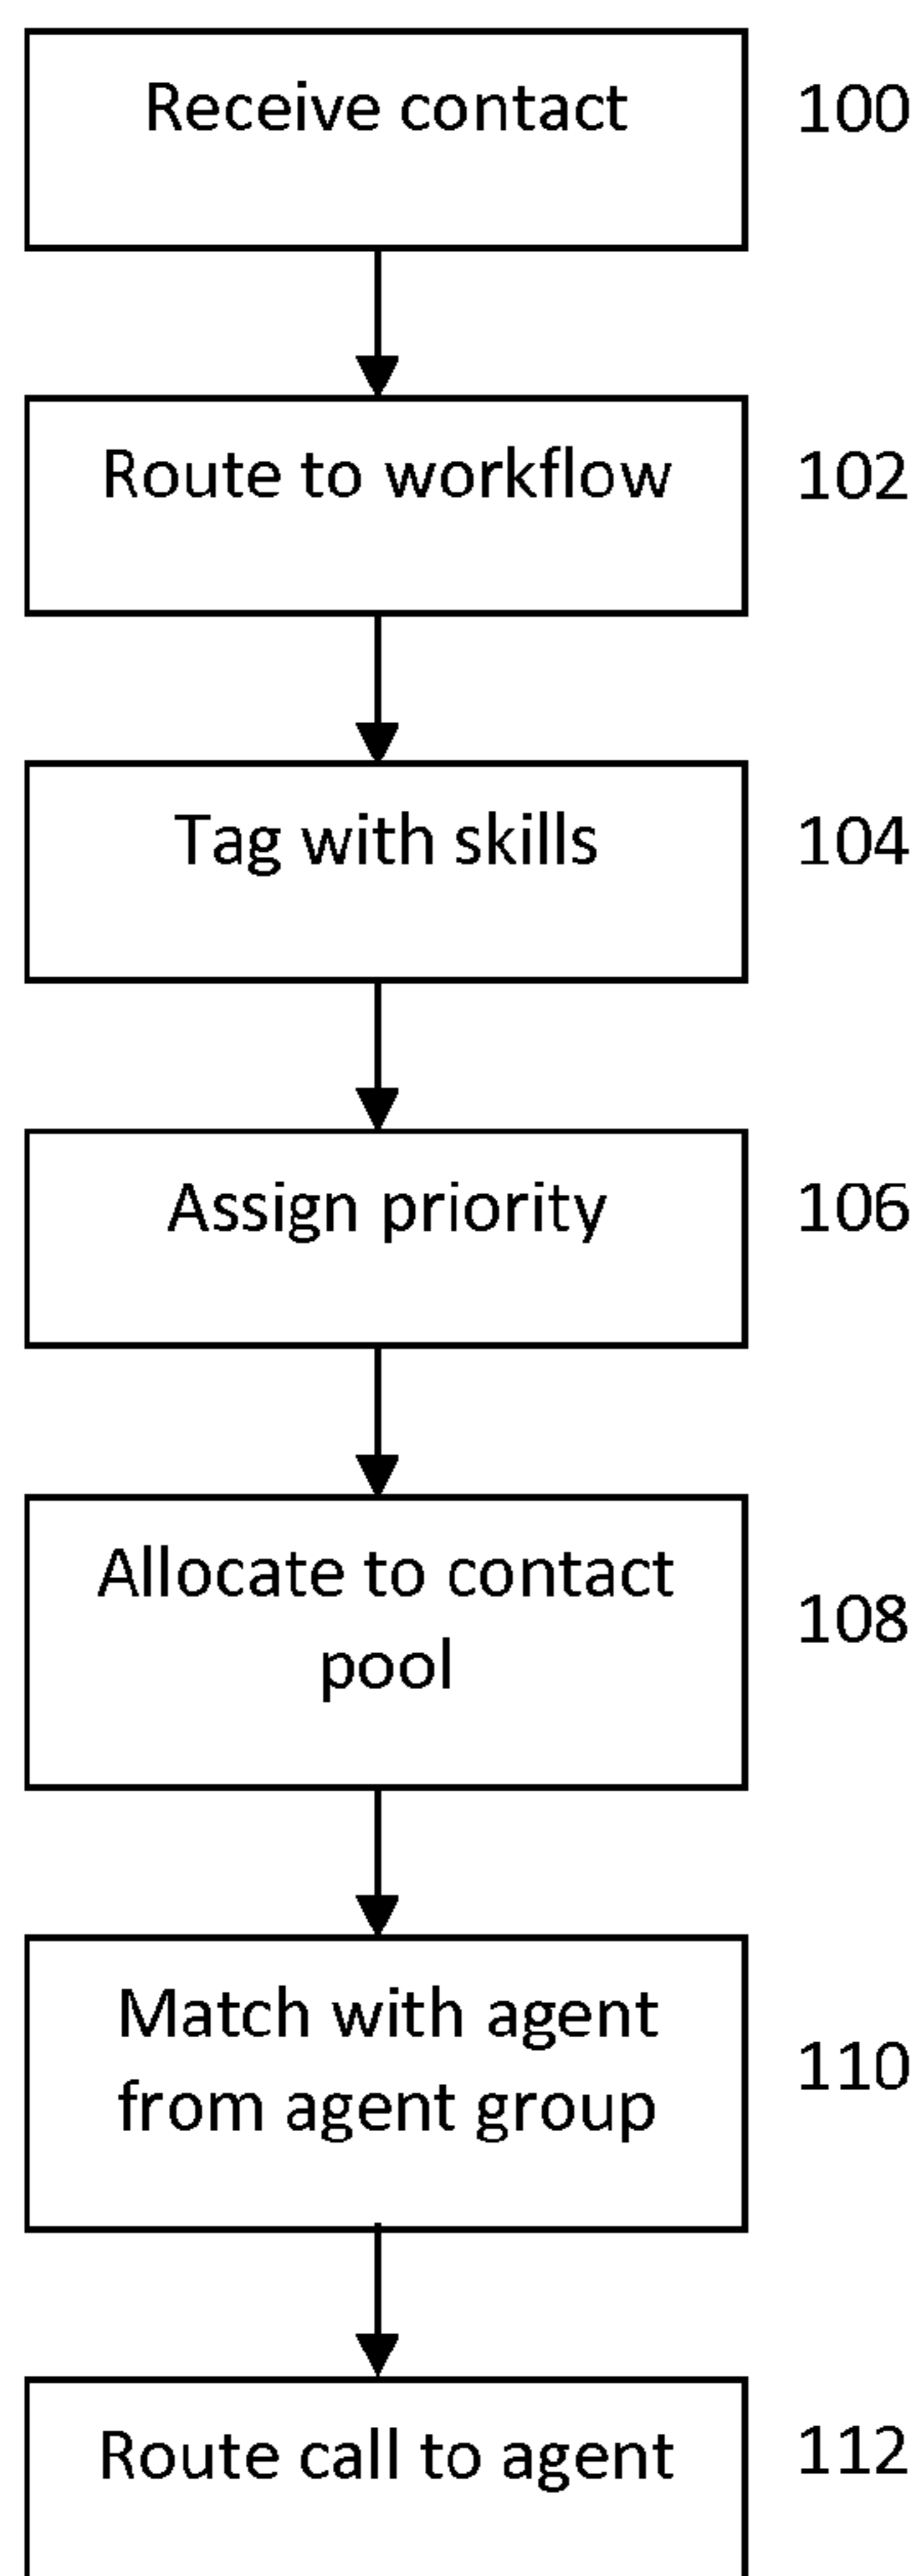 Receive contact 100
Route to workflow 102
Tag with skills 104
Assign priority 106
Allocate to contact
pool
108
Match with agent
from agent group
110
Route call to agent 112